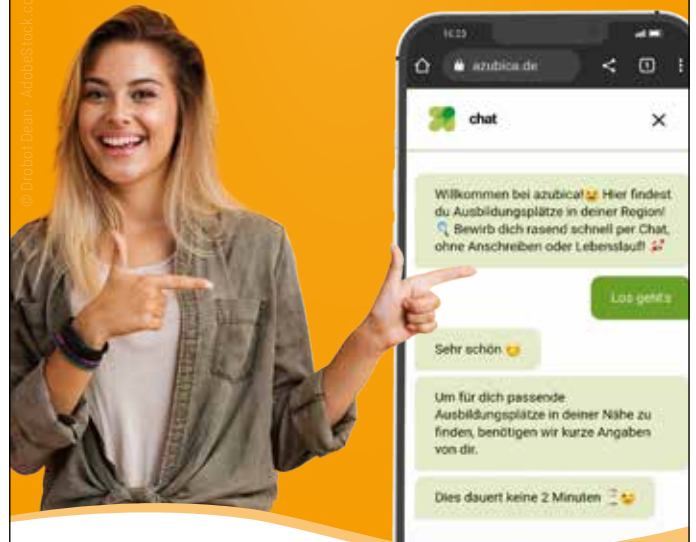 © Drobot Dean - AdobeStock.co
16:23
azubica.de
1
chat
Willkommen bei azubica!😃 Hier findest
du Ausbildungsplätze in deiner Region!
🔍 Bewirb dich rasend schnell per Chat,
ohne Anschreiben oder Lebenslauf! 🚀
Los geht's
Sehr schön 😊
Um für dich passende
Ausbildungsplätze in deiner Nähe zu
finden, benötigen wir kurze Angaben
von dir.
Dies dauert keine 2 Minuten ⏳😉